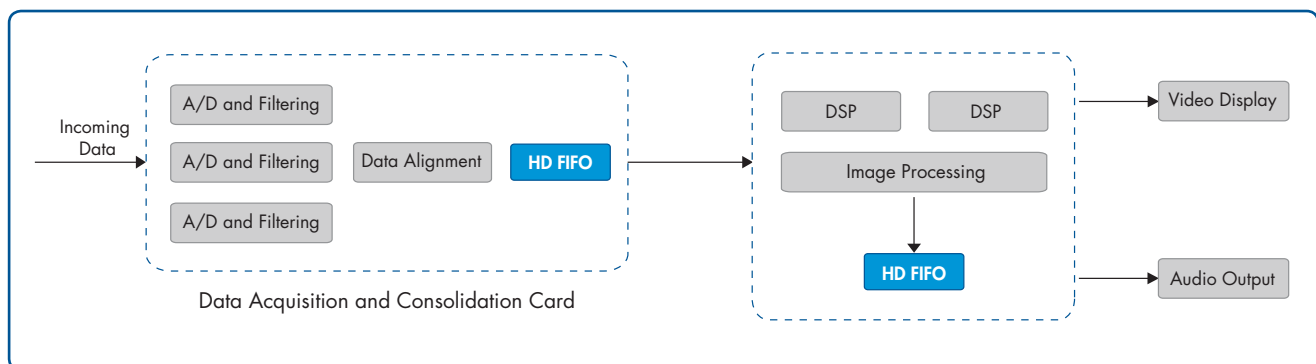 Incoming
Data
A/D and Filtering
A/D and Filtering
A/D and Filtering
Data Alignment
HD FIFO
Data Acquisition and Consolidation Card
DSP
DSP
Image Processing
HD FIFO
Video Display
Audio Output